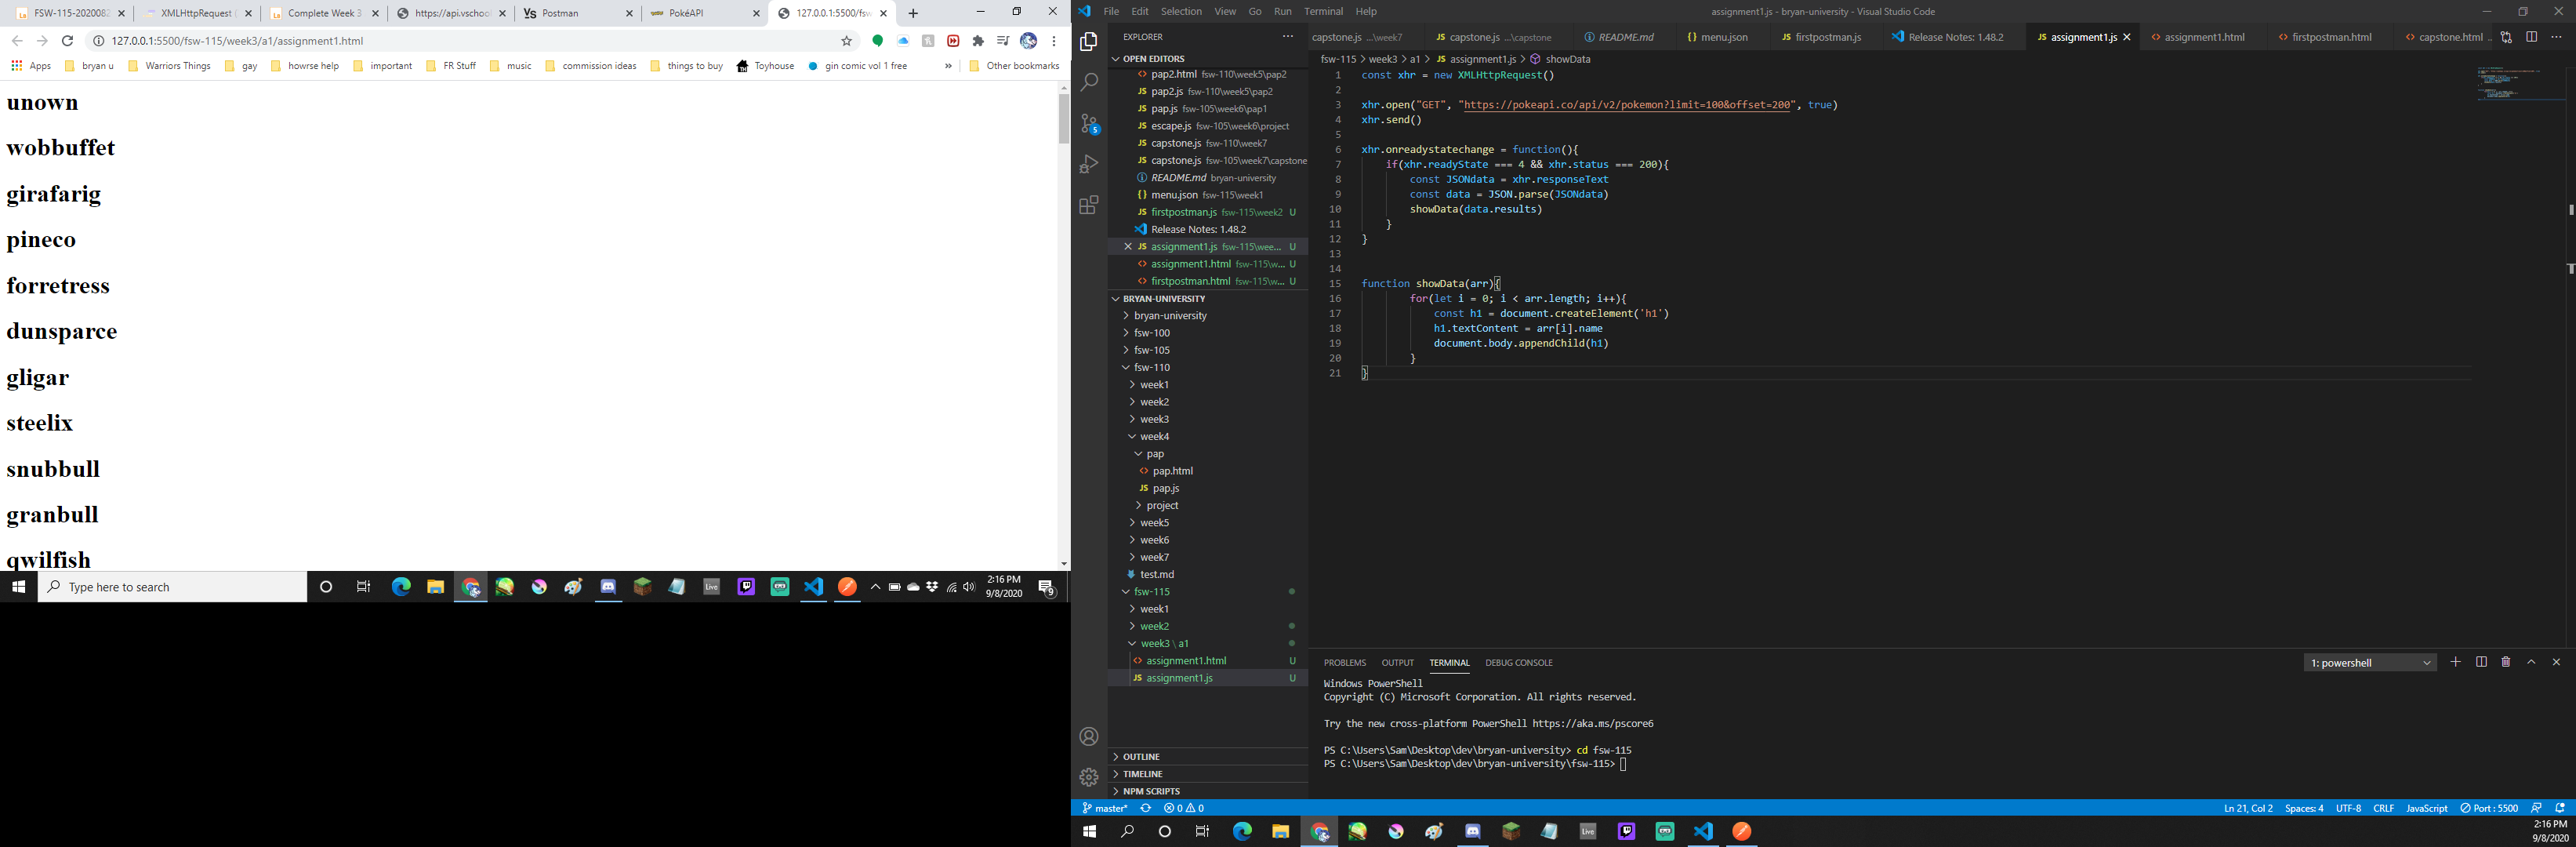 FSW-115-2020082
XMLHttpRequest (
Complete Week 3
https://api.vschool
Postman
PokéAPI
127.0.0.1:5500/fsw
127.0.0.1:5500/fsw-115/week3/a1/assignment1.html
Apps
bryan u
Warriors Things
gay
howrse help
important
FR Stuff
music
commission ideas
things to buy
Toyhouse
gin comic vol 1 free
»
Other bookmarks
unown
wobbuffet
girafarig
pineco
forretress
dunsparce
gligar
steelix
snubbull
granbull
qwilfish
Type here to search
2:16 PM
9/8/2020
File Edit Selection View Go Run Terminal Help
assignment1.js - bryan-university - Visual Studio Code
EXPLORER
OPEN EDITORS
pap2.html fsw-110\week5\pap2
JS pap2.js fsw-110\week5\pap2
JS pap.js fsw-105\week6\pap1
JS escape.js fsw-105\week6\project
JS capstone.js fsw-110\week7
JS capstone.js fsw-105\week7\capstone
README.md bryan-university
{} menu.json fsw-115\week1
JS firstpostman.js fsw-115\week2 U
Release Notes: 1.48.2
JS assignment1.js fsw-115\wee... U
assignment1.html fsw-115\w... U
firstpostman.html fsw-115\w... U
BRYAN-UNIVERSITY
bryan-university
fsw-100
fsw-105
fsw-110
week1
week2
week3
week4
pap
pap.html
JS pap.js
project
week5
week6
week7
test.md
fsw-115
week1
week2
week3 \ a1
assignment1.html U
JS assignment1.js U
OUTLINE
TIMELINE
NPM SCRIPTS
capstone.js ...\week7
JS capstone.js ...\capstone
README.md
{} menu.json
JS firstpostman.js
Release Notes: 1.48.2
JS assignment1.js
assignment1.html
firstpostman.html
capstone.html ..
fsw-115 > week3 > a1 > JS assignment1.js > showData
1 const xhr = new XMLHttpRequest()
2
3 xhr.open("GET", "https://pokeapi.co/api/v2/pokemon?limit=100&offset=200", true)
4 xhr.send()
5
6 xhr.onreadystatechange = function(){
7 if(xhr.readyState === 4 && xhr.status === 200){
8 const JSONdata = xhr.responseText
9 const data = JSON.parse(JSONdata)
10 showData(data.results)
11 }
12 }
13
14
15 function showData(arr){
16 for(let i = 0; i < arr.length; i++){
17 const h1 = document.createElement('h1')
18 h1.textContent = arr[i].name
19 document.body.appendChild(h1)
20 }
21 }
PROBLEMS OUTPUT TERMINAL DEBUG CONSOLE
1: powershell
Windows PowerShell
Copyright (C) Microsoft Corporation. All rights reserved.
Try the new cross-platform PowerShell https://aka.ms/pscore6
PS C:\Users\Sam\Desktop\dev\bryan-university> cd fsw-115
PS C:\Users\Sam\Desktop\dev\bryan-university\fsw-115>
master* 0 0
Ln 21, Col 2 Spaces: 4 UTF-8 CRLF JavaScript Port : 5500
2:16 PM
9/8/2020